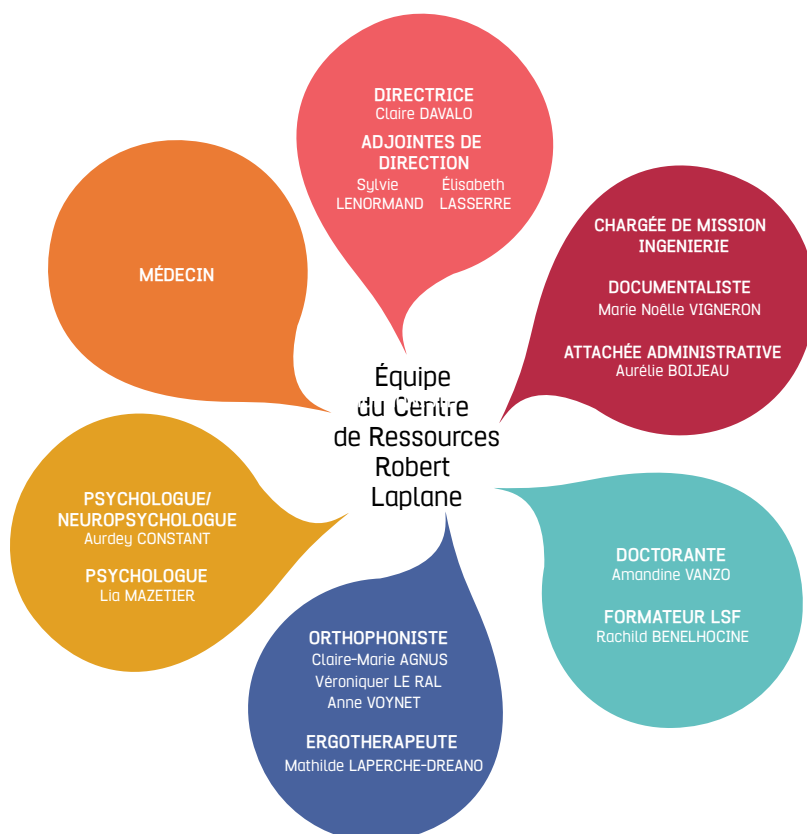 DIRECTRICE
Claire DAVALO
ADJOINTES DE
DIRECTION
Sylvie Élisabeth
LENORMAND LASSERRE
CHARGÉE DE MISSION
INGENIERIE
DOCUMENTALISTE
Marie Noêlle VIGNERON
ATTACHÉE ADMINISTRATIVE
Aurélie BOIJEAU
MÉDECIN
Équipe
du Centre
de Ressources
Robert
Laplane
PSYCHOLOGUE/
NEUROPSYCHOLOGUE
Aurdey CONSTANT
PSYCHOLOGUE
Lia MAZETIER
DOCTORANTE
Amandine VANZO
FORMATEUR LSF
Rachild BENELHOCINE
ORTHOPHONISTE
Claire-Marie AGNUS
Véroniquer LE RAL
Anne VOYNET
ERGOTHERAPEUTE
Mathilde LAPERCHE-DREANO